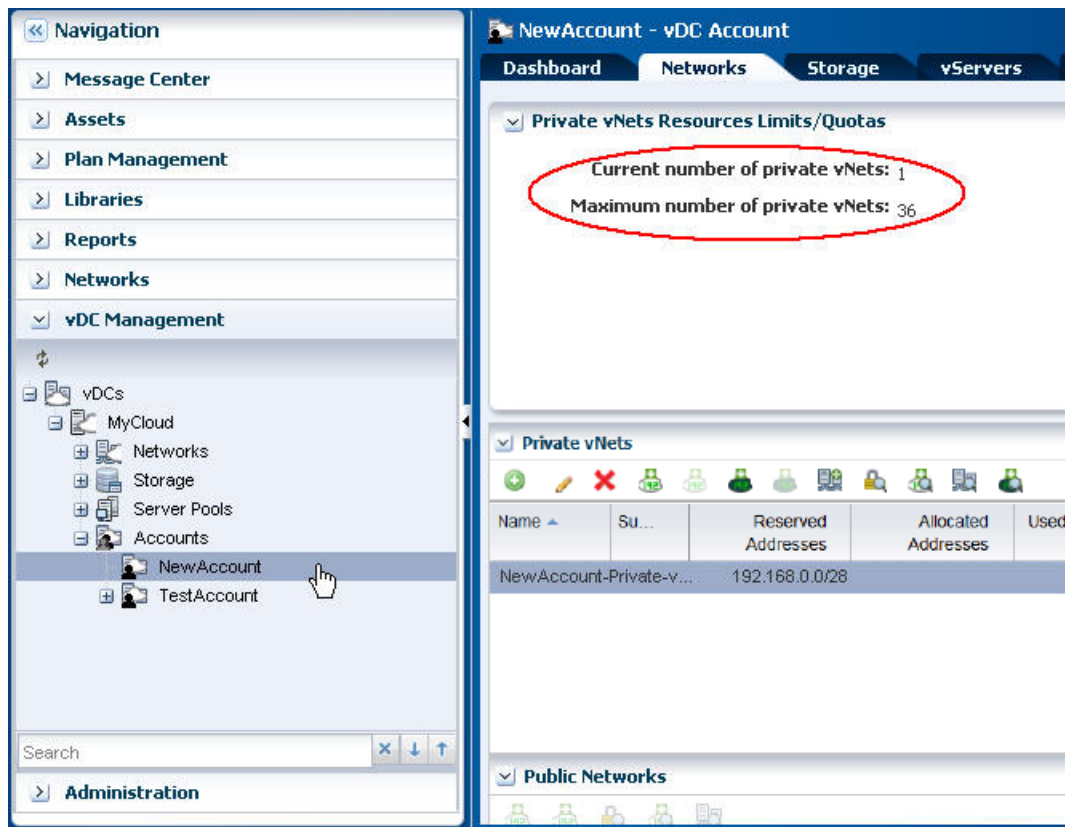 Navigation
Message Center
Assets
Plan Management
Libraries
Reports
Networks
vDC Management
vDCs
MyCloud
Networks
Storage
Server Pools
Accounts
NewAccount
TestAccount
Search
Administration
NewAccount - vDC Account
Dashboard Networks Storage vServers
Private vNets Resources Limits/Quotas
Current number of private vNets: 1
Maximum number of private vNets: 36
Private vNets
Name Su... Reserved Addresses Allocated Addresses Used
NewAccount-Private-v... 192.168.0.0/28
Public Networks